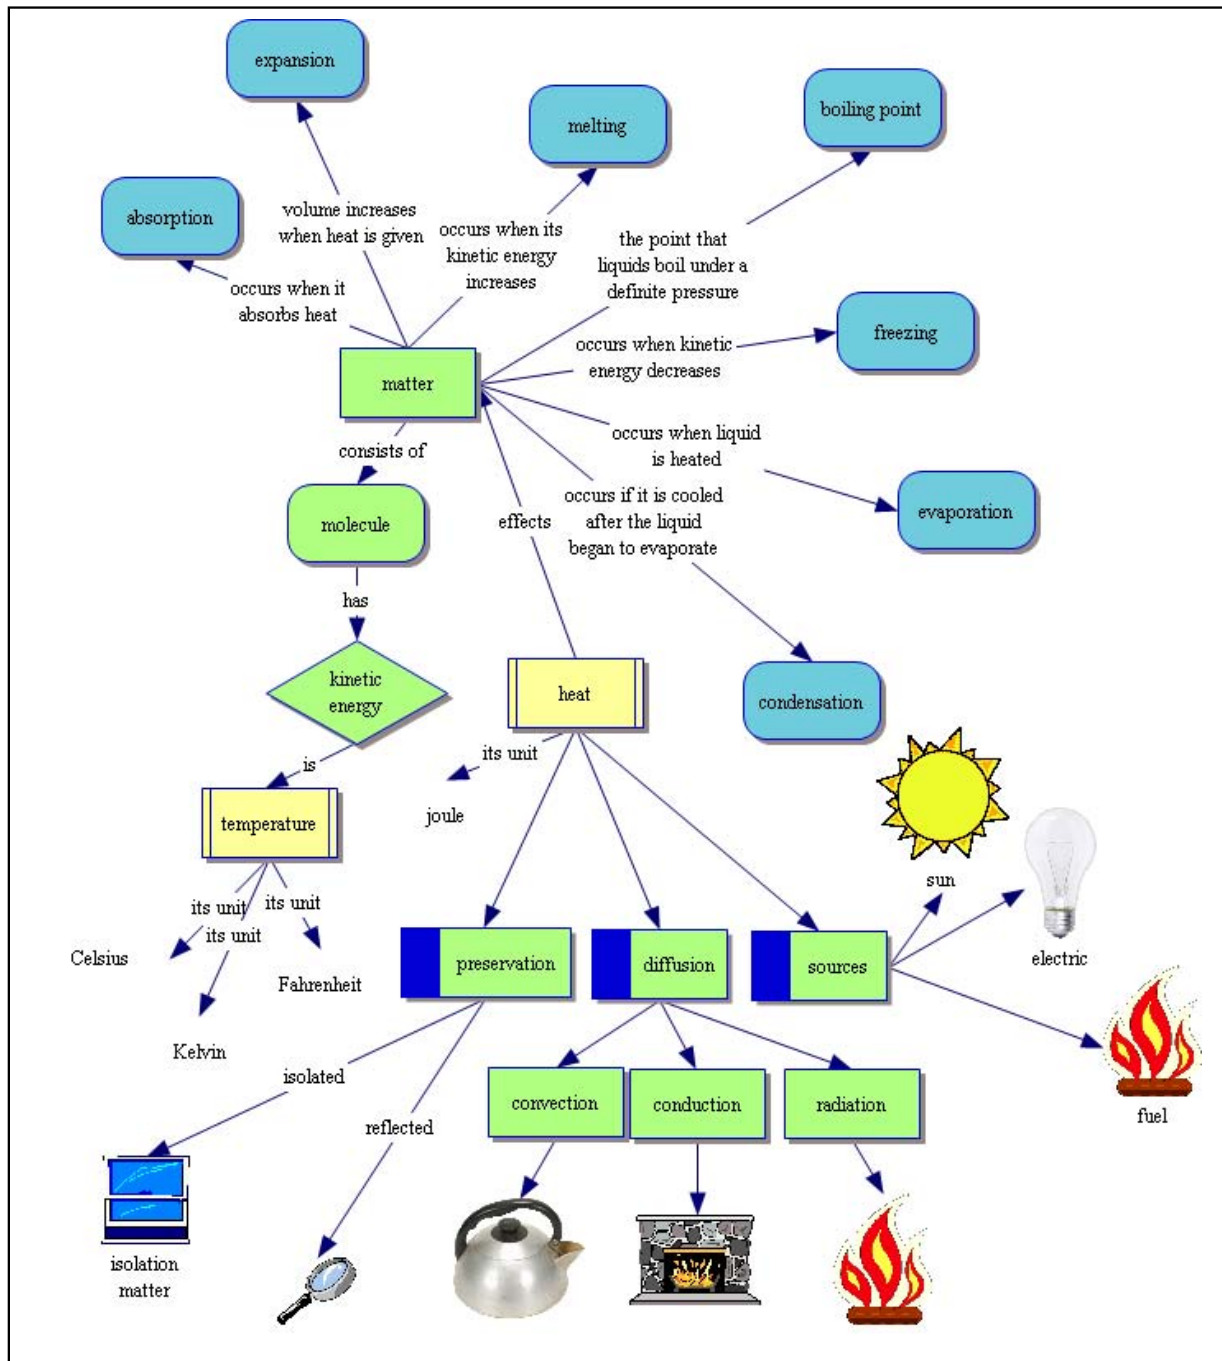 expansion
melting
boiling point
absorption
volume increases
when heat is given
occurs when its
kinetic energy
increases
the point that
liquids boil under a
definite pressure
occurs when it
absorbs heat
freezing
occurs when kinetic
energy decreases
matter
consists of
occurs when liquid
is heated
molecule
effects
occurs if it is cooled
after the liquid
began to evaporate
evaporation
has
kinetic
energy
heat
condensation
is
its unit
joule
temperature
its unit
its unit
its unit
Celsius
Fahrenheit
Kelvin
sun
electric
preservation
diffusion
sources
isolated
reflected
convection
conduction
radiation
fuel
isolation
matter